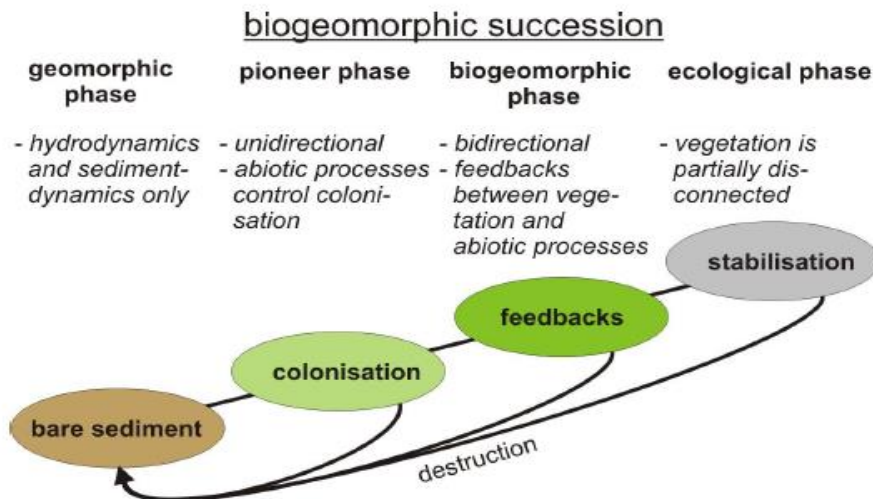 biogeomorphic succession
geomorphic
phase
- hydrodynamics
and sediment-
dynamics only
pioneer phase
- unidirectional
- abiotic processes
control coloni-
sation
biogeomorphic
phase
- bidirectional
- feedbacks
between vege-
tation and
abiotic processes
ecological phase
- vegetation is
partially dis-
connected
bare sediment
colonisation
feedbacks
stabilisation
destruction